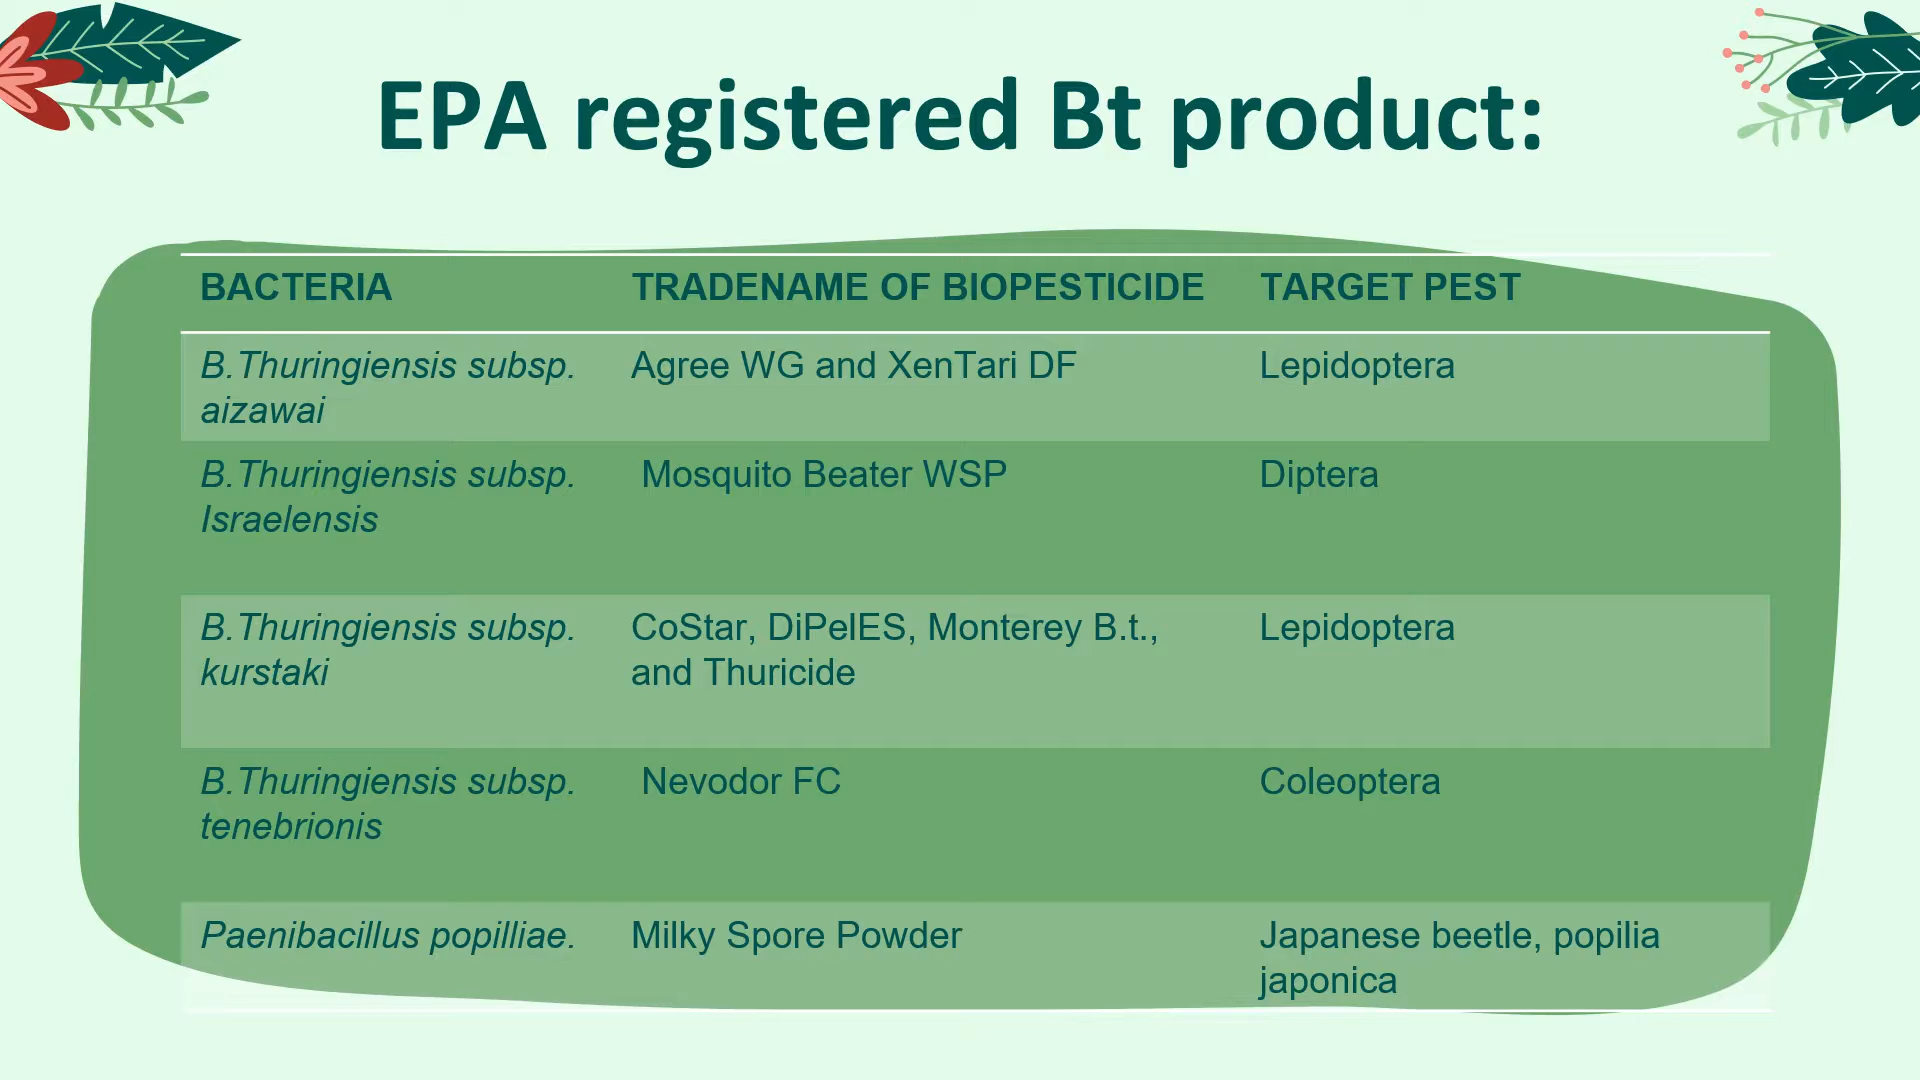 EPA registered Bt product:
BACTERIA TRADENAME OF BIOPESTICIDE TARGET PEST
B.Thuringiensis subsp. Agree WG and XenTari DF Lepidoptera
aizawai
B.Thuringiensis subsp. Mosquito Beater WSP Diptera
Israelensis
B.Thuringiensis subsp. CoStar, DiPelES, Monterey B.t., Lepidoptera
kurstaki and Thuricide
B.Thuringiensis subsp. Nevodor FC Coleoptera
tenebrionis
Paenibacillus popilliae. Milky Spore Powder Japanese beetle, popilia
japonica